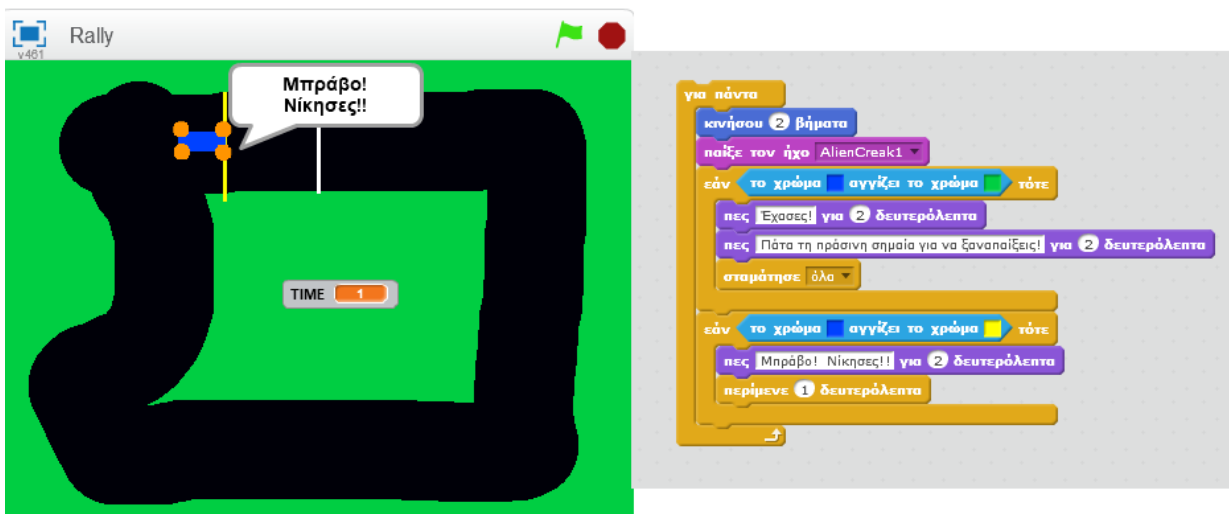 Rally
v461
Μπράβο!
Νίκησες!!
TIME 1
για πάντα
κινήσου 2 βήματα
παίξε τον ήχο AlienCreak1
εάν το χρώμα αγγίζει το χρώμα τότε
πες Έχασες! για 2 δευτερόλεπτα
πες Πάτα τη πράσινη σημαία για να ξαναπαίξεις! για 2 δευτερόλεπτα
σταμάτησε όλα
εάν το χρώμα αγγίζει το χρώμα τότε
πες Μπράβο! Νίκησες!! για 2 δευτερόλεπτα
περίμενε 1 δευτερόλεπτα